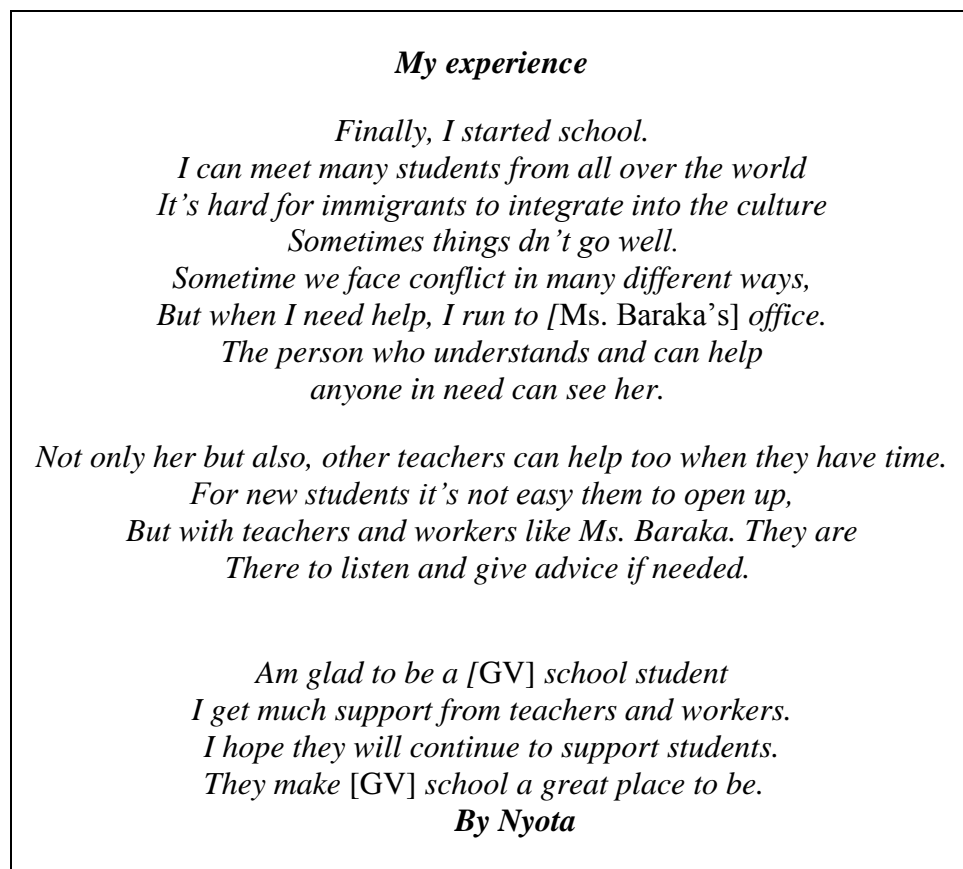 My experience
Finally, I started school.
I can meet many students from all over the world
It's hard for immigrants to integrate into the culture
Sometimes things dn't go well.
Sometime we face conflict in many different ways,
But when I need help, I run to [Ms. Baraka's] office.
The person who understands and can help
anyone in need can see her.
Not only her but also, other teachers can help too when they have time.
For new students it's not easy them to open up,
But with teachers and workers like Ms. Baraka. They are
There to listen and give advice if needed.
Am glad to be a [GV] school student
I get much support from teachers and workers.
I hope they will continue to support students.
They make [GV] school a great place to be.
By Nyota